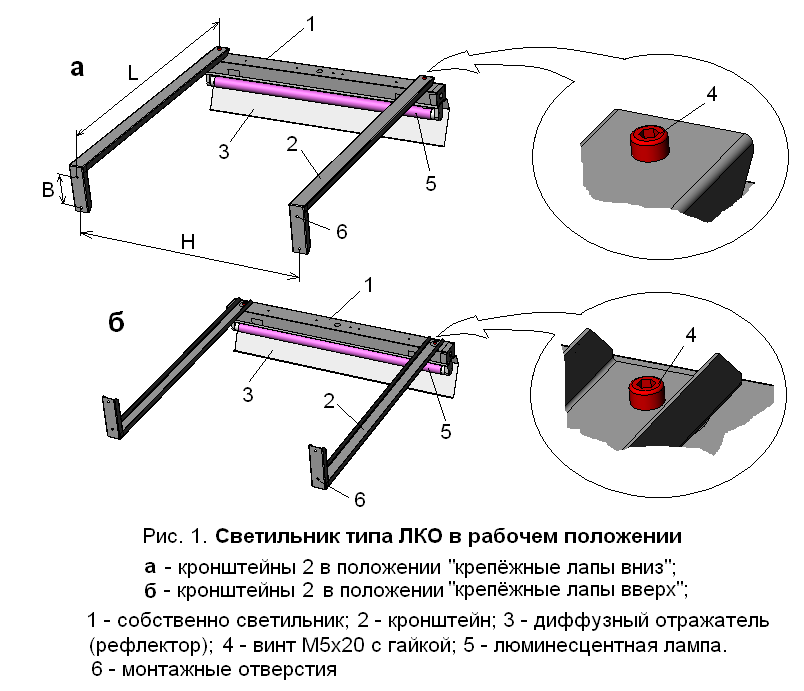 1
а
L
4
3
2
5
В
Н
6
1
б
4
3
2
5
6
Рис. 1. Светильник типа ЛКО в рабочем положении
а - кронштейны 2 в положении "крепёжные лапы вниз";
б - кронштейны 2 в положении "крепёжные лапы вверх";
1 - собственно светильник; 2 - кронштейн; 3 - диффузный отражатель
(рефлектор); 4 - винт М5х20 с гайкой; 5 - люминесцентная лампа.
6 - монтажные отверстия